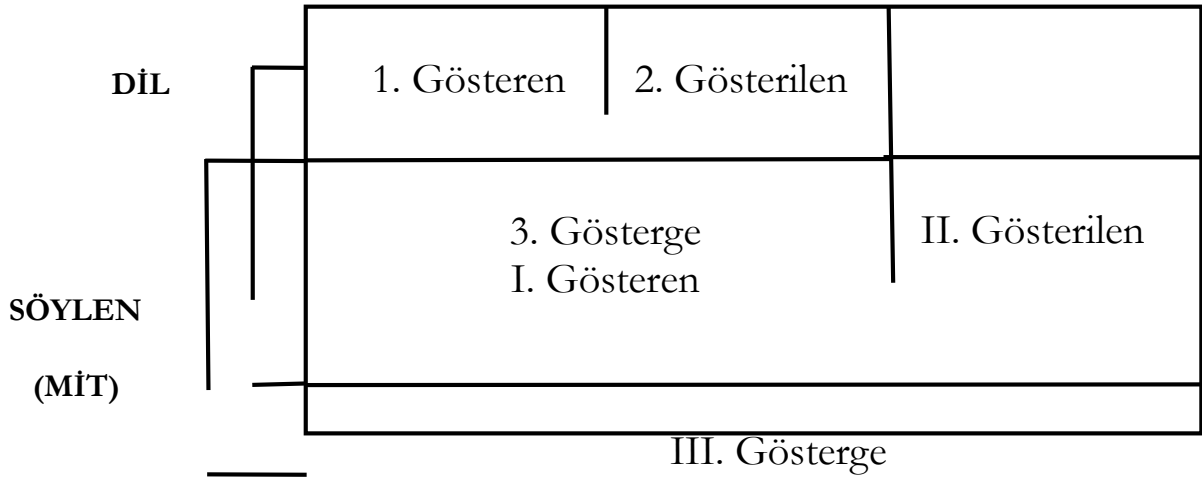 DİL
1. Gösteren
2. Gösterilen
3. Gösterge
I. Gösteren
II. Gösterilen
SÖYLEN
(MİT)
III. Gösterge